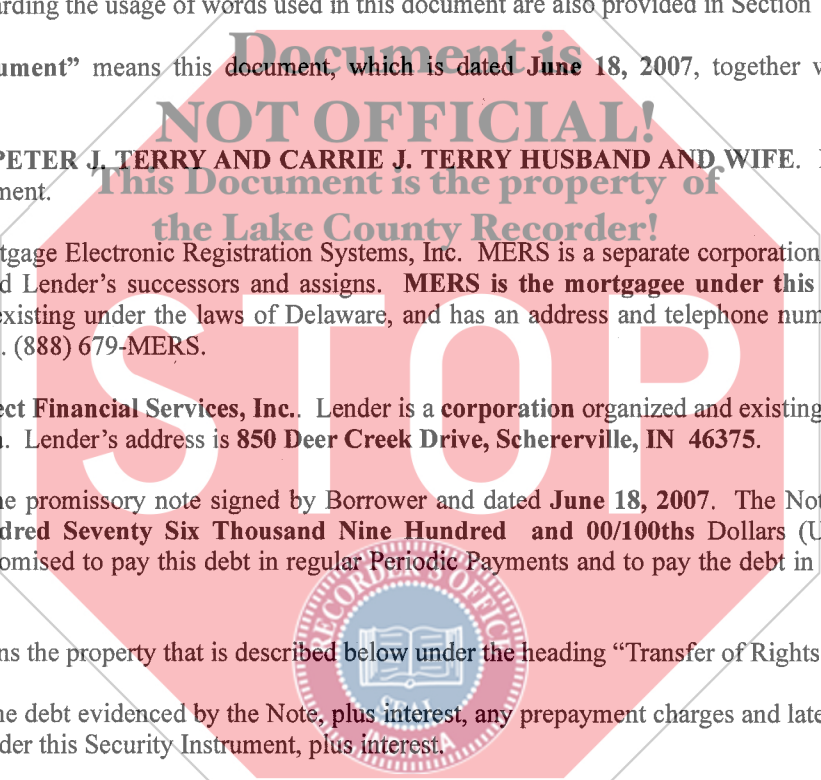 arding the usage of words used in this document are also provided in Section
Document is
ument” means this document, which is dated June 18, 2007, together v
NOT OFFICIAL!
PETER J. TERRY AND CARRIE J. TERRY HUSBAND AND WIFE.
This Document is the property of
ment.
the Lake County Recorder!
tgage Electronic Registration Systems, Inc. MERS is a separate corporation
d Lender’s successors and assigns. MERS is the mortgagee under this
existing under the laws of Delaware, and has an address and telephone num
. (888) 679-MERS.
STOP
ect Financial Services, Inc.. Lender is a corporation organized and existing
. Lender’s address is 850 Deer Creek Drive, Schererville, IN 46375.
ne promissory note signed by Borrower and dated June 18, 2007. The Not
dred Seventy Six Thousand Nine Hundred and 00/100ths Dollars (U
omised to pay this debt in regular Periodic Payments and to pay the debt in
RECORDER'S OFFICE
ns the property that is described below under the heading “Transfer of Rights
SEAL
INDIANA
ne debt evidenced by the Note, plus interest, any prepayment charges and late
der this Security Instrument, plus interest.